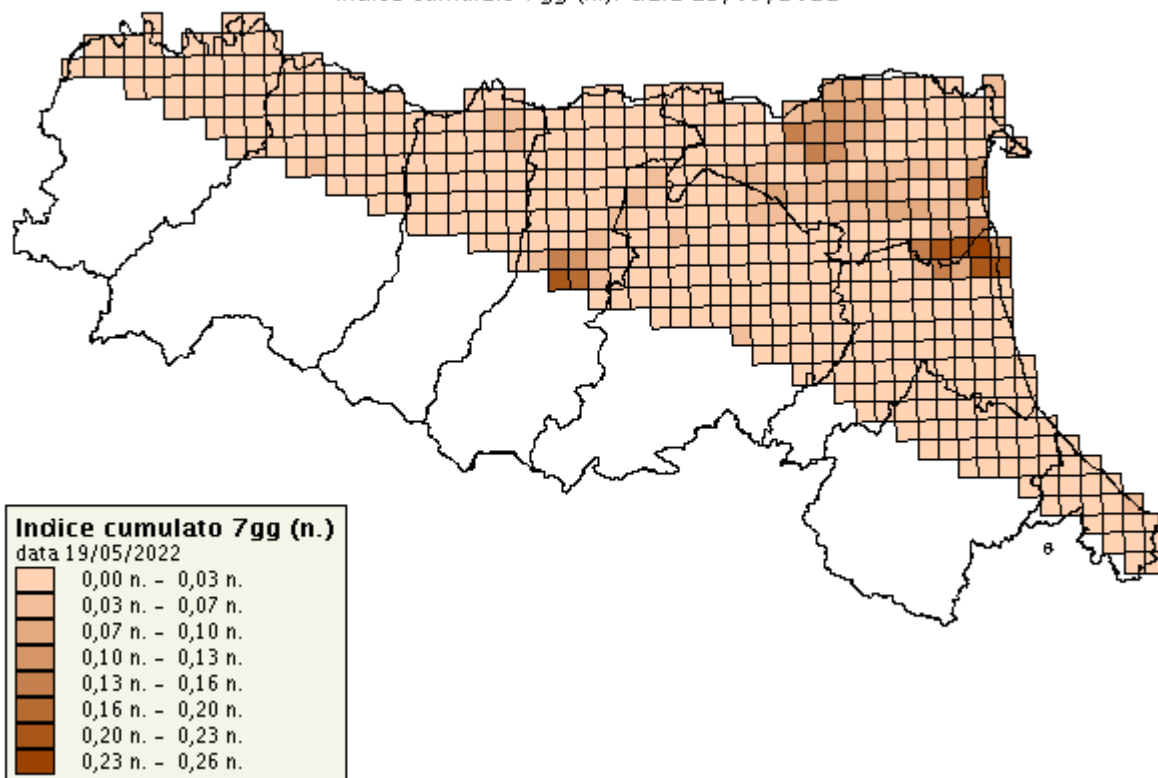 Indice cumulato 7gg (n.)
data 19/05/2022
0,00 n. - 0,03 n.
0,03 n. - 0,07 n.
0,07 n. - 0,10 n.
0,10 n. - 0,13 n.
0,13 n. - 0,16 n.
0,16 n. - 0,20 n.
0,20 n. - 0,23 n.
0,23 n. - 0,26 n.